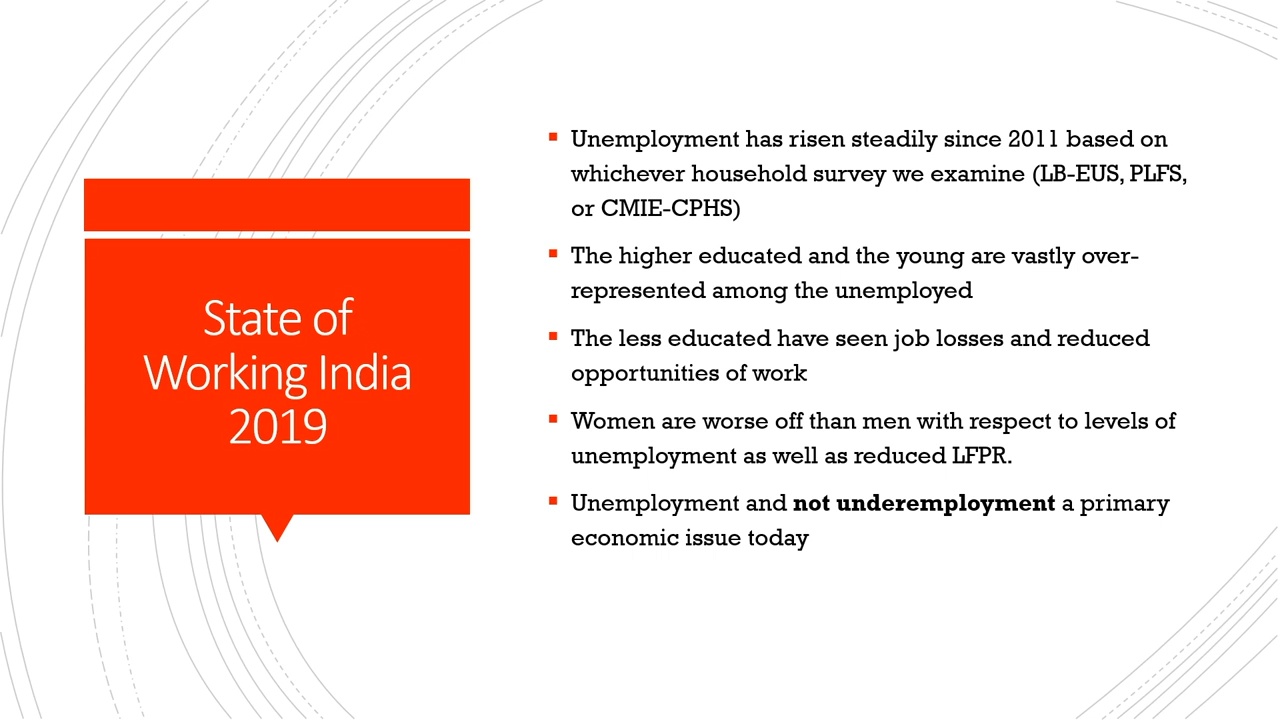 State of
Working India
2019
Unemployment has risen steadily since 2011 based on
whichever household survey we examine (LB-EUS, PLFS,
or CMIE-CPHS)
The higher educated and the young are vastly over-
represented among the unemployed
The less educated have seen job losses and reduced
opportunities of work
Women are worse off than men with respect to levels of
unemployment as well as reduced LFPR.
Unemployment and not underemployment a primary
economic issue today